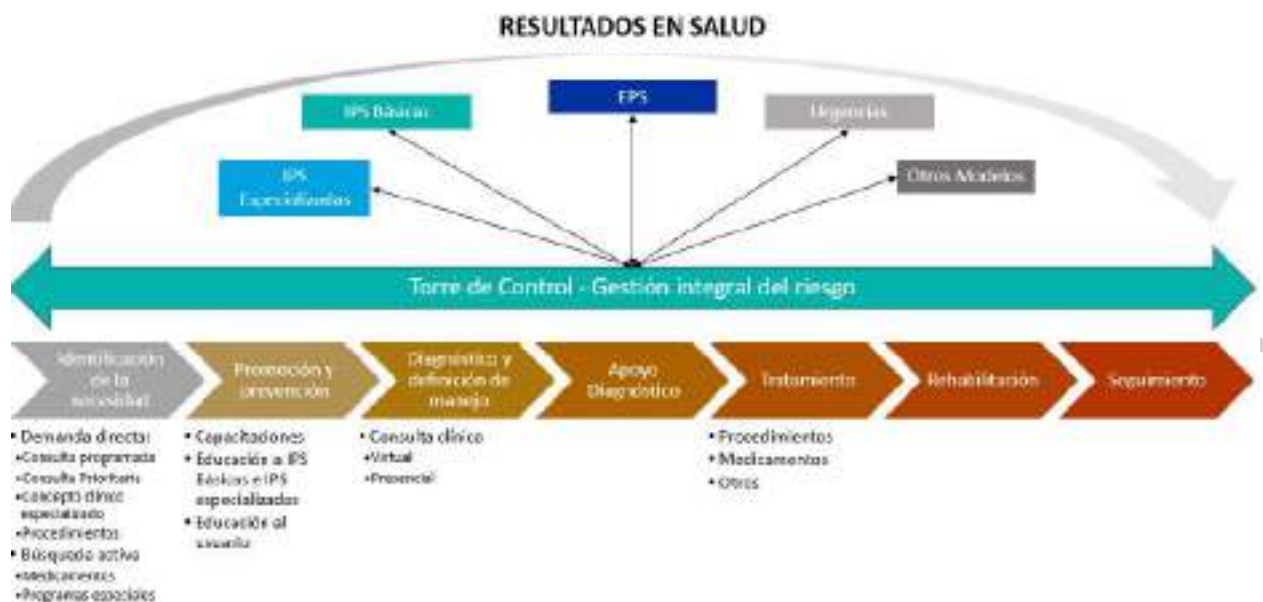 RESULTADOS EN SALUD
EPS
IPS Básicas
Urgencias
IPS
Especializadas
Otros Modelos
Torre de Control - Gestión integral del riesgo
Identificación
de la
necesidad
Promoción y
prevención
Diagnóstico y
definición de
manejo
Apoyo
Diagnóstico
Tratamiento
Rehabilitación
Seguimiento
• Demanda directa:
•Consulta programada
•Consulta Prioritaria
•Concepto clínico
especializado
•Procedimientos
• Búsqueda activa
•Medicamentos
•Programas especiales
• Capacitaciones
• Educación a IPS
Básicas e IPS
especializadas
• Educación al
usuario
• Consulta clínica
•Virtual
•Presencial
• Procedimientos
• Medicamentos
• Otros